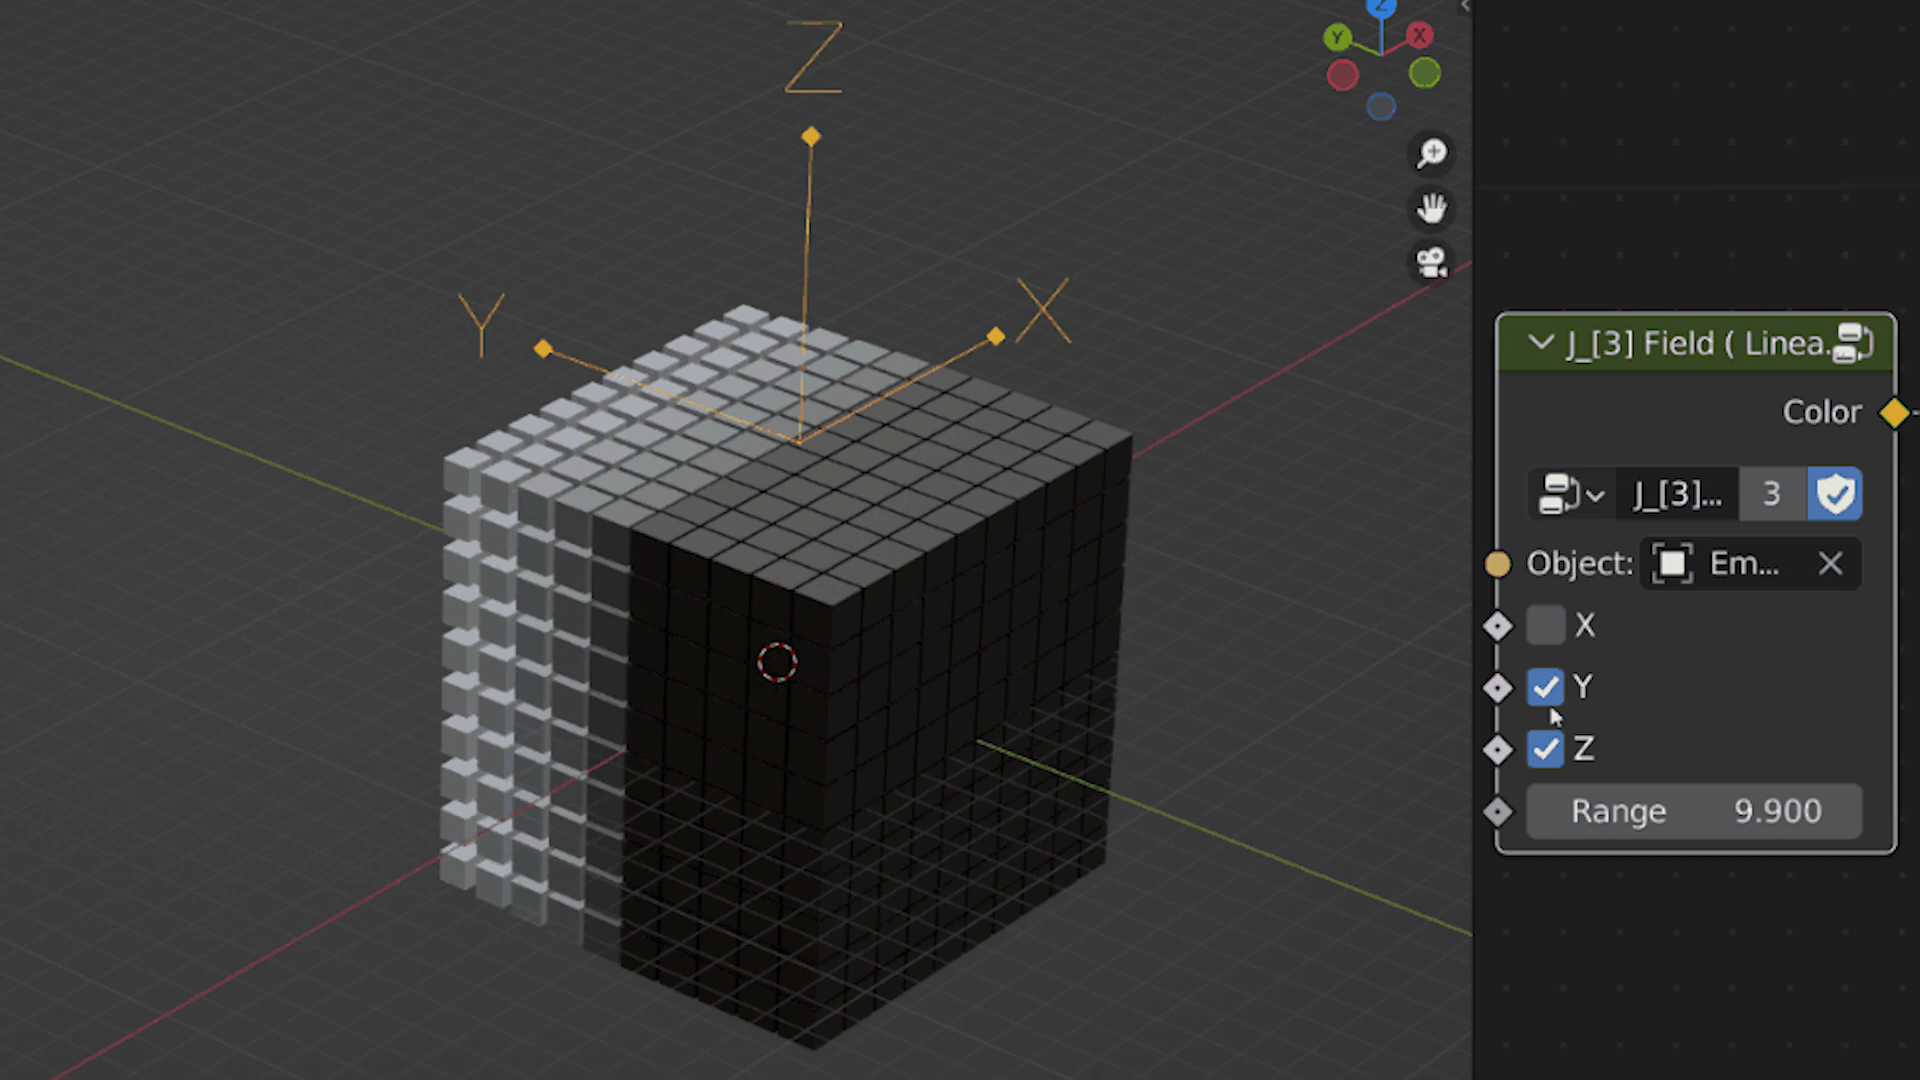 Z
Y
X
Z
Y
X
J_[3] Field ( Linea.
Color
J_[3]... 3
Object: Em...
X
Y
Z
Range 9.900